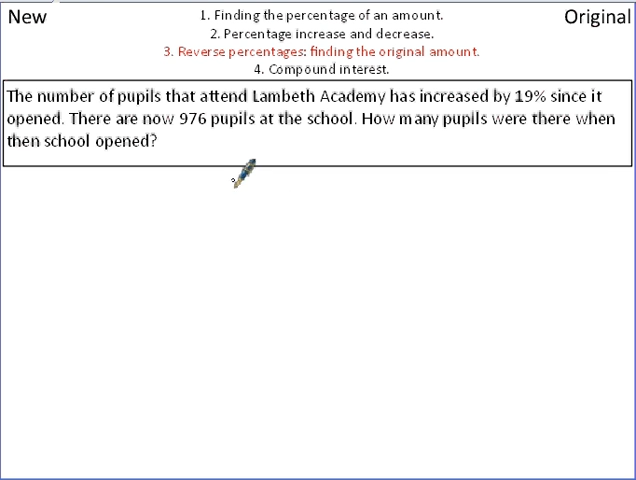 New
Original
1. Finding the percentage of an amount.
2. Percentage increase and decrease.
3. Reverse percentages: finding the original amount.
4. Compound interest.
The number of pupils that attend Lambeth Academy has increased by 19% since it
opened. There are now 976 pupils at the school. How many pupils were there when
then school opened?